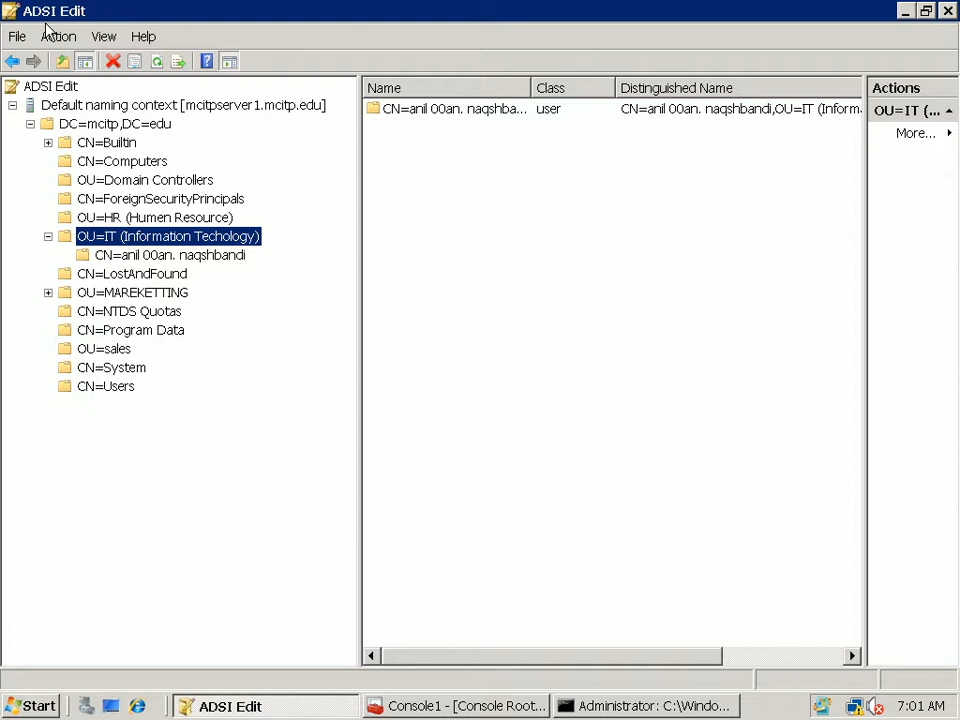 ADSI Edit
File Action View Help
ADSI Edit
Default naming context [mcitpserver1.mcitp.edu]
DC=mcitp,DC=edu
CN=Builtin
CN=Computers
OU=Domain Controllers
CN=ForeignSecurityPrincipals
OU=HR (Humen Resource)
OU=IT (Information Techology)
CN=anil 00an. naqshbandi
CN=LostAndFound
OU=MAREKETTING
CN=NTDS Quotas
CN=Program Data
OU=sales
CN=System
CN=Users
Name Class Distinguished Name
CN=anil 00an. naqshba... user CN=anil 00an. naqshbandi,OU=IT (Inform
Actions
OU=IT (...
More...
Start ADSI Edit Console1 - [Console Root... Administrator: C:\Windo... 7:01 AM